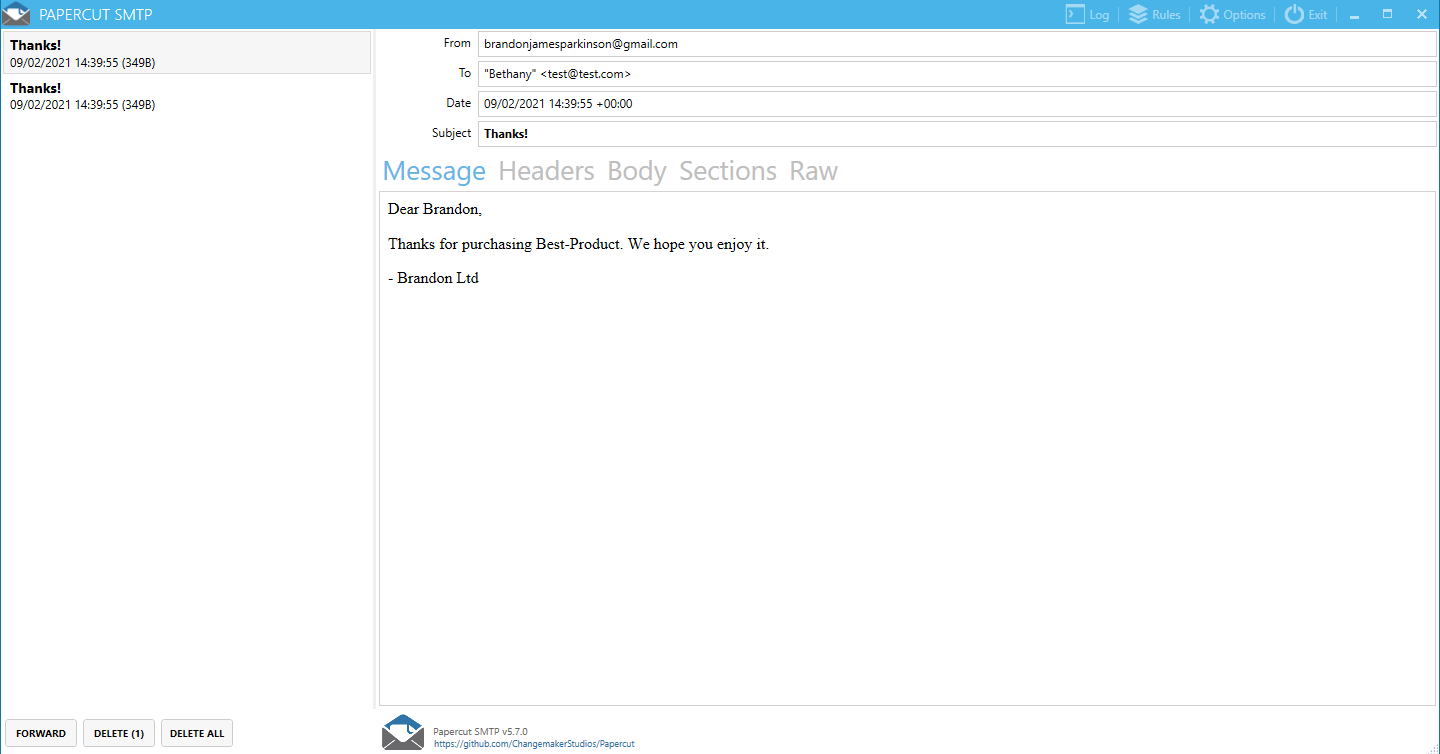 PAPERCUT SMTP
Log Rules Options Exit
Thanks!
09/02/2021 14:39:55 (349B)
Thanks!
09/02/2021 14:39:55 (349B)
From brandonjamesparkinson@gmail.com
To "Bethany" <test@test.com>
Date 09/02/2021 14:39:55 +00:00
Subject Thanks!
Message Headers Body Sections Raw
Dear Brandon,
Thanks for purchasing Best-Product. We hope you enjoy it.
- Brandon Ltd
FORWARD DELETE (1) DELETE ALL
Papercut SMTP v5.7.0
https://github.com/ChangemakerStudios/Papercut